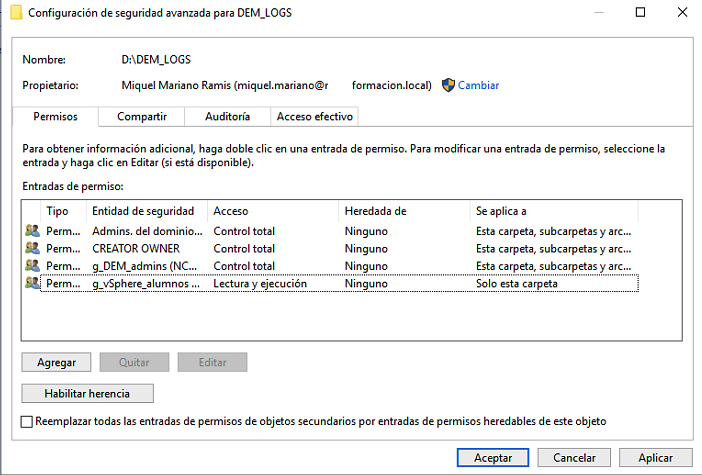 Configuración de seguridad avanzada para DEM_LOGS
Nombre: D:\DEM_LOGS
Propietario: Miquel Mariano Ramis (miquel.mariano@r formacion.local) Cambiar
Permisos Compartir Auditoría Acceso efectivo
Para obtener información adicional, haga doble clic en una entrada de permiso. Para modificar una entrada de permiso, seleccione la
entrada y haga clic en Editar (si está disponible).
Entradas de permiso:
Tipo Entidad de seguridad Acceso Heredada de Se aplica a
Perm... Admins. del dominio... Control total Ninguno Esta carpeta, subcarpetas y arc...
Perm... CREATOR OWNER Control total Ninguno Esta carpeta, subcarpetas y arc...
Perm... g_DEM_admins (NC... Control total Ninguno Esta carpeta, subcarpetas y arc...
Perm... g_vSphere_alumnos ... Lectura y ejecución Ninguno Solo esta carpeta
Agregar Quitar Editar
Habilitar herencia
Reemplazar todas las entradas de permisos de objetos secundarios por entradas de permisos heredables de este objeto
Aceptar Cancelar Aplicar